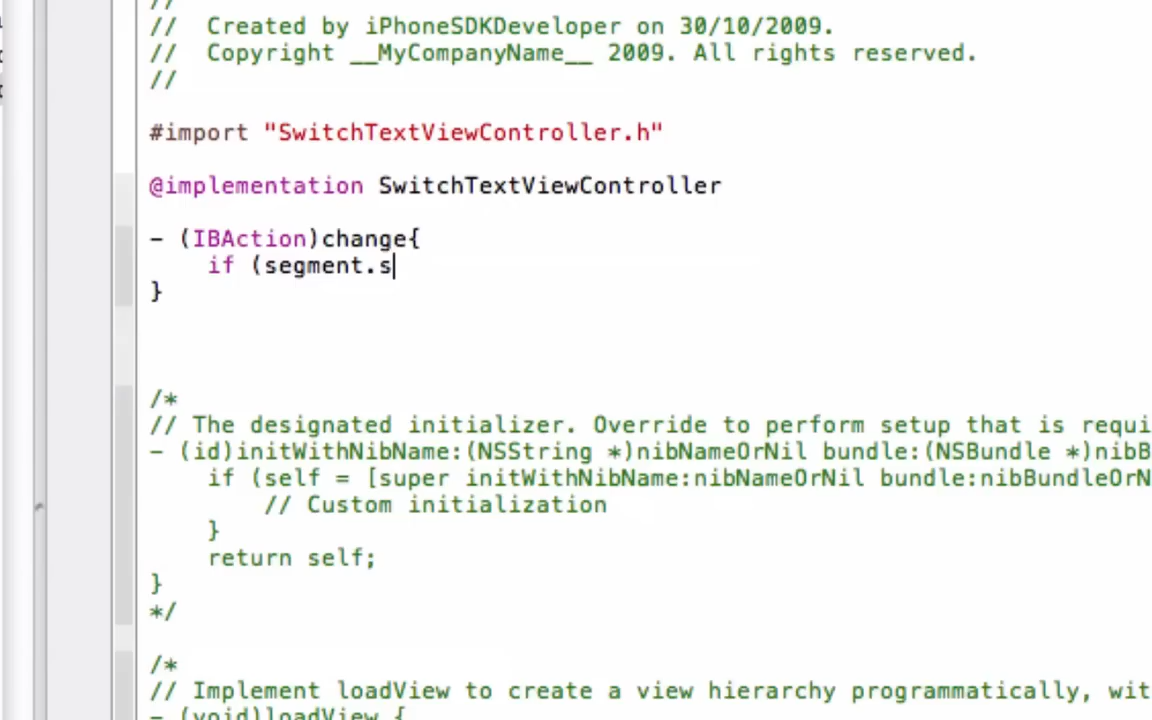 //
//  Created by iPhoneSDKDeveloper on 30/10/2009.
//  Copyright __MyCompanyName__ 2009. All rights reserved.
//
#import "SwitchTextViewController.h"
@implementation SwitchTextViewController
- (IBAction)change{
    if (segment.s
}
/*
// The designated initializer. Override to perform setup that is requi
- (id)initWithNibName:(NSString *)nibNameOrNil bundle:(NSBundle *)nibB
    if (self = [super initWithNibName:nibNameOrNil bundle:nibBundleOrN
        // Custom initialization
    }
    return self;
}
*/
/*
// Implement loadView to create a view hierarchy programmatically, wit
- (void)loadView {